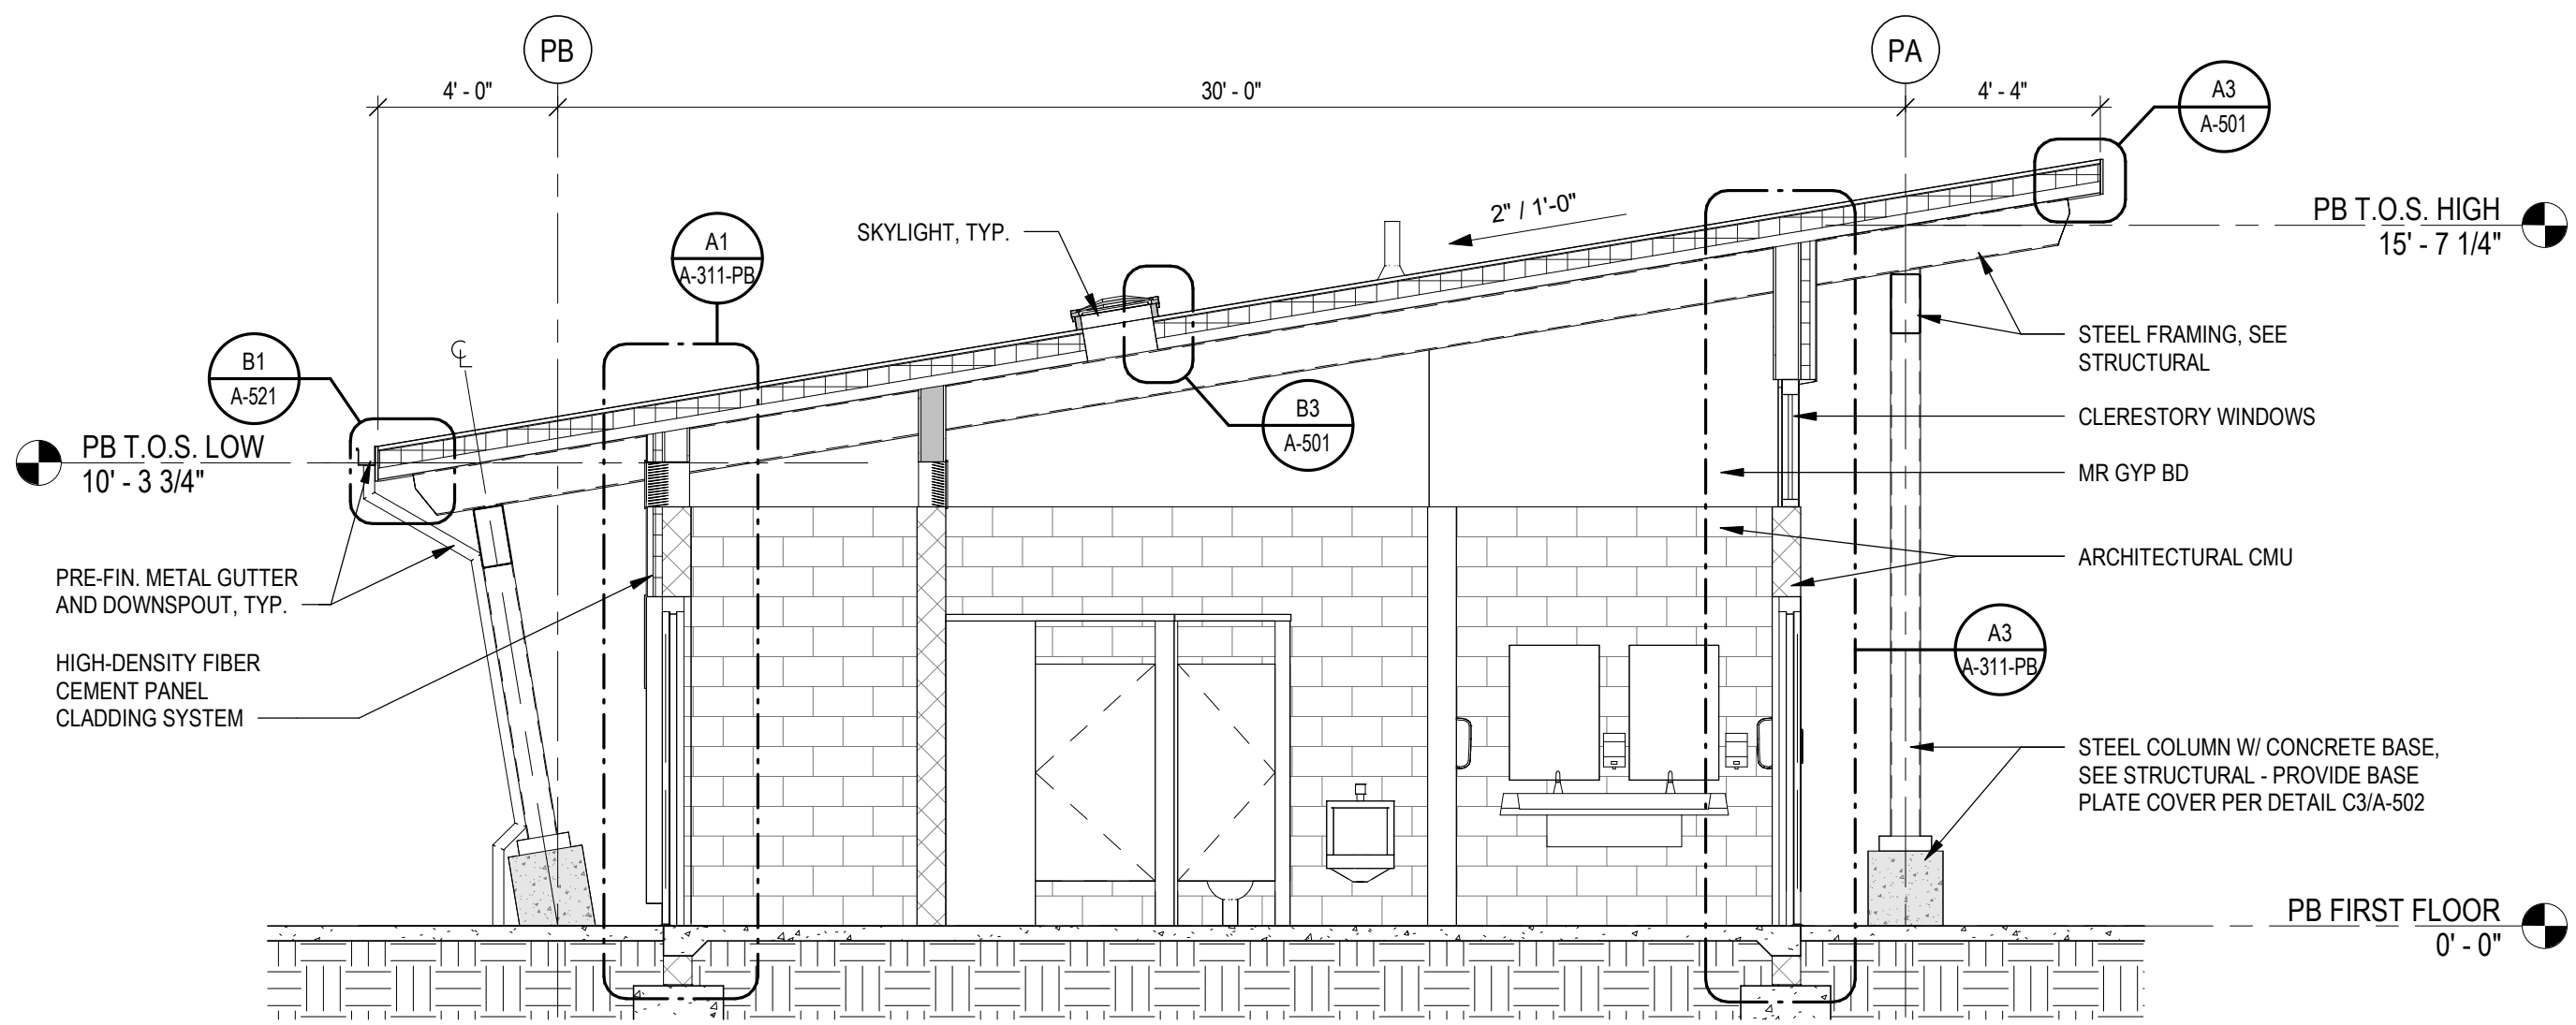 PB
PA
4' - 0"
30' - 0"
4' - 4"
A3
A-501
2" / 1'-0"
PB T.O.S. HIGH
15' - 7 1/4"
SKYLIGHT, TYP.
A1
A-311-PB
STEEL FRAMING, SEE
STRUCTURAL
B1
A-521
℄
B3
A-501
CLERESTORY WINDOWS
PB T.O.S. LOW
10' - 3 3/4"
MR GYP BD
ARCHITECTURAL CMU
PRE-FIN. METAL GUTTER
AND DOWNSPOUT, TYP.
A3
A-311-PB
HIGH-DENSITY FIBER
CEMENT PANEL
CLADDING SYSTEM
STEEL COLUMN W/ CONCRETE BASE,
SEE STRUCTURAL - PROVIDE BASE
PLATE COVER PER DETAIL C3/A-502
PB FIRST FLOOR
0' - 0"